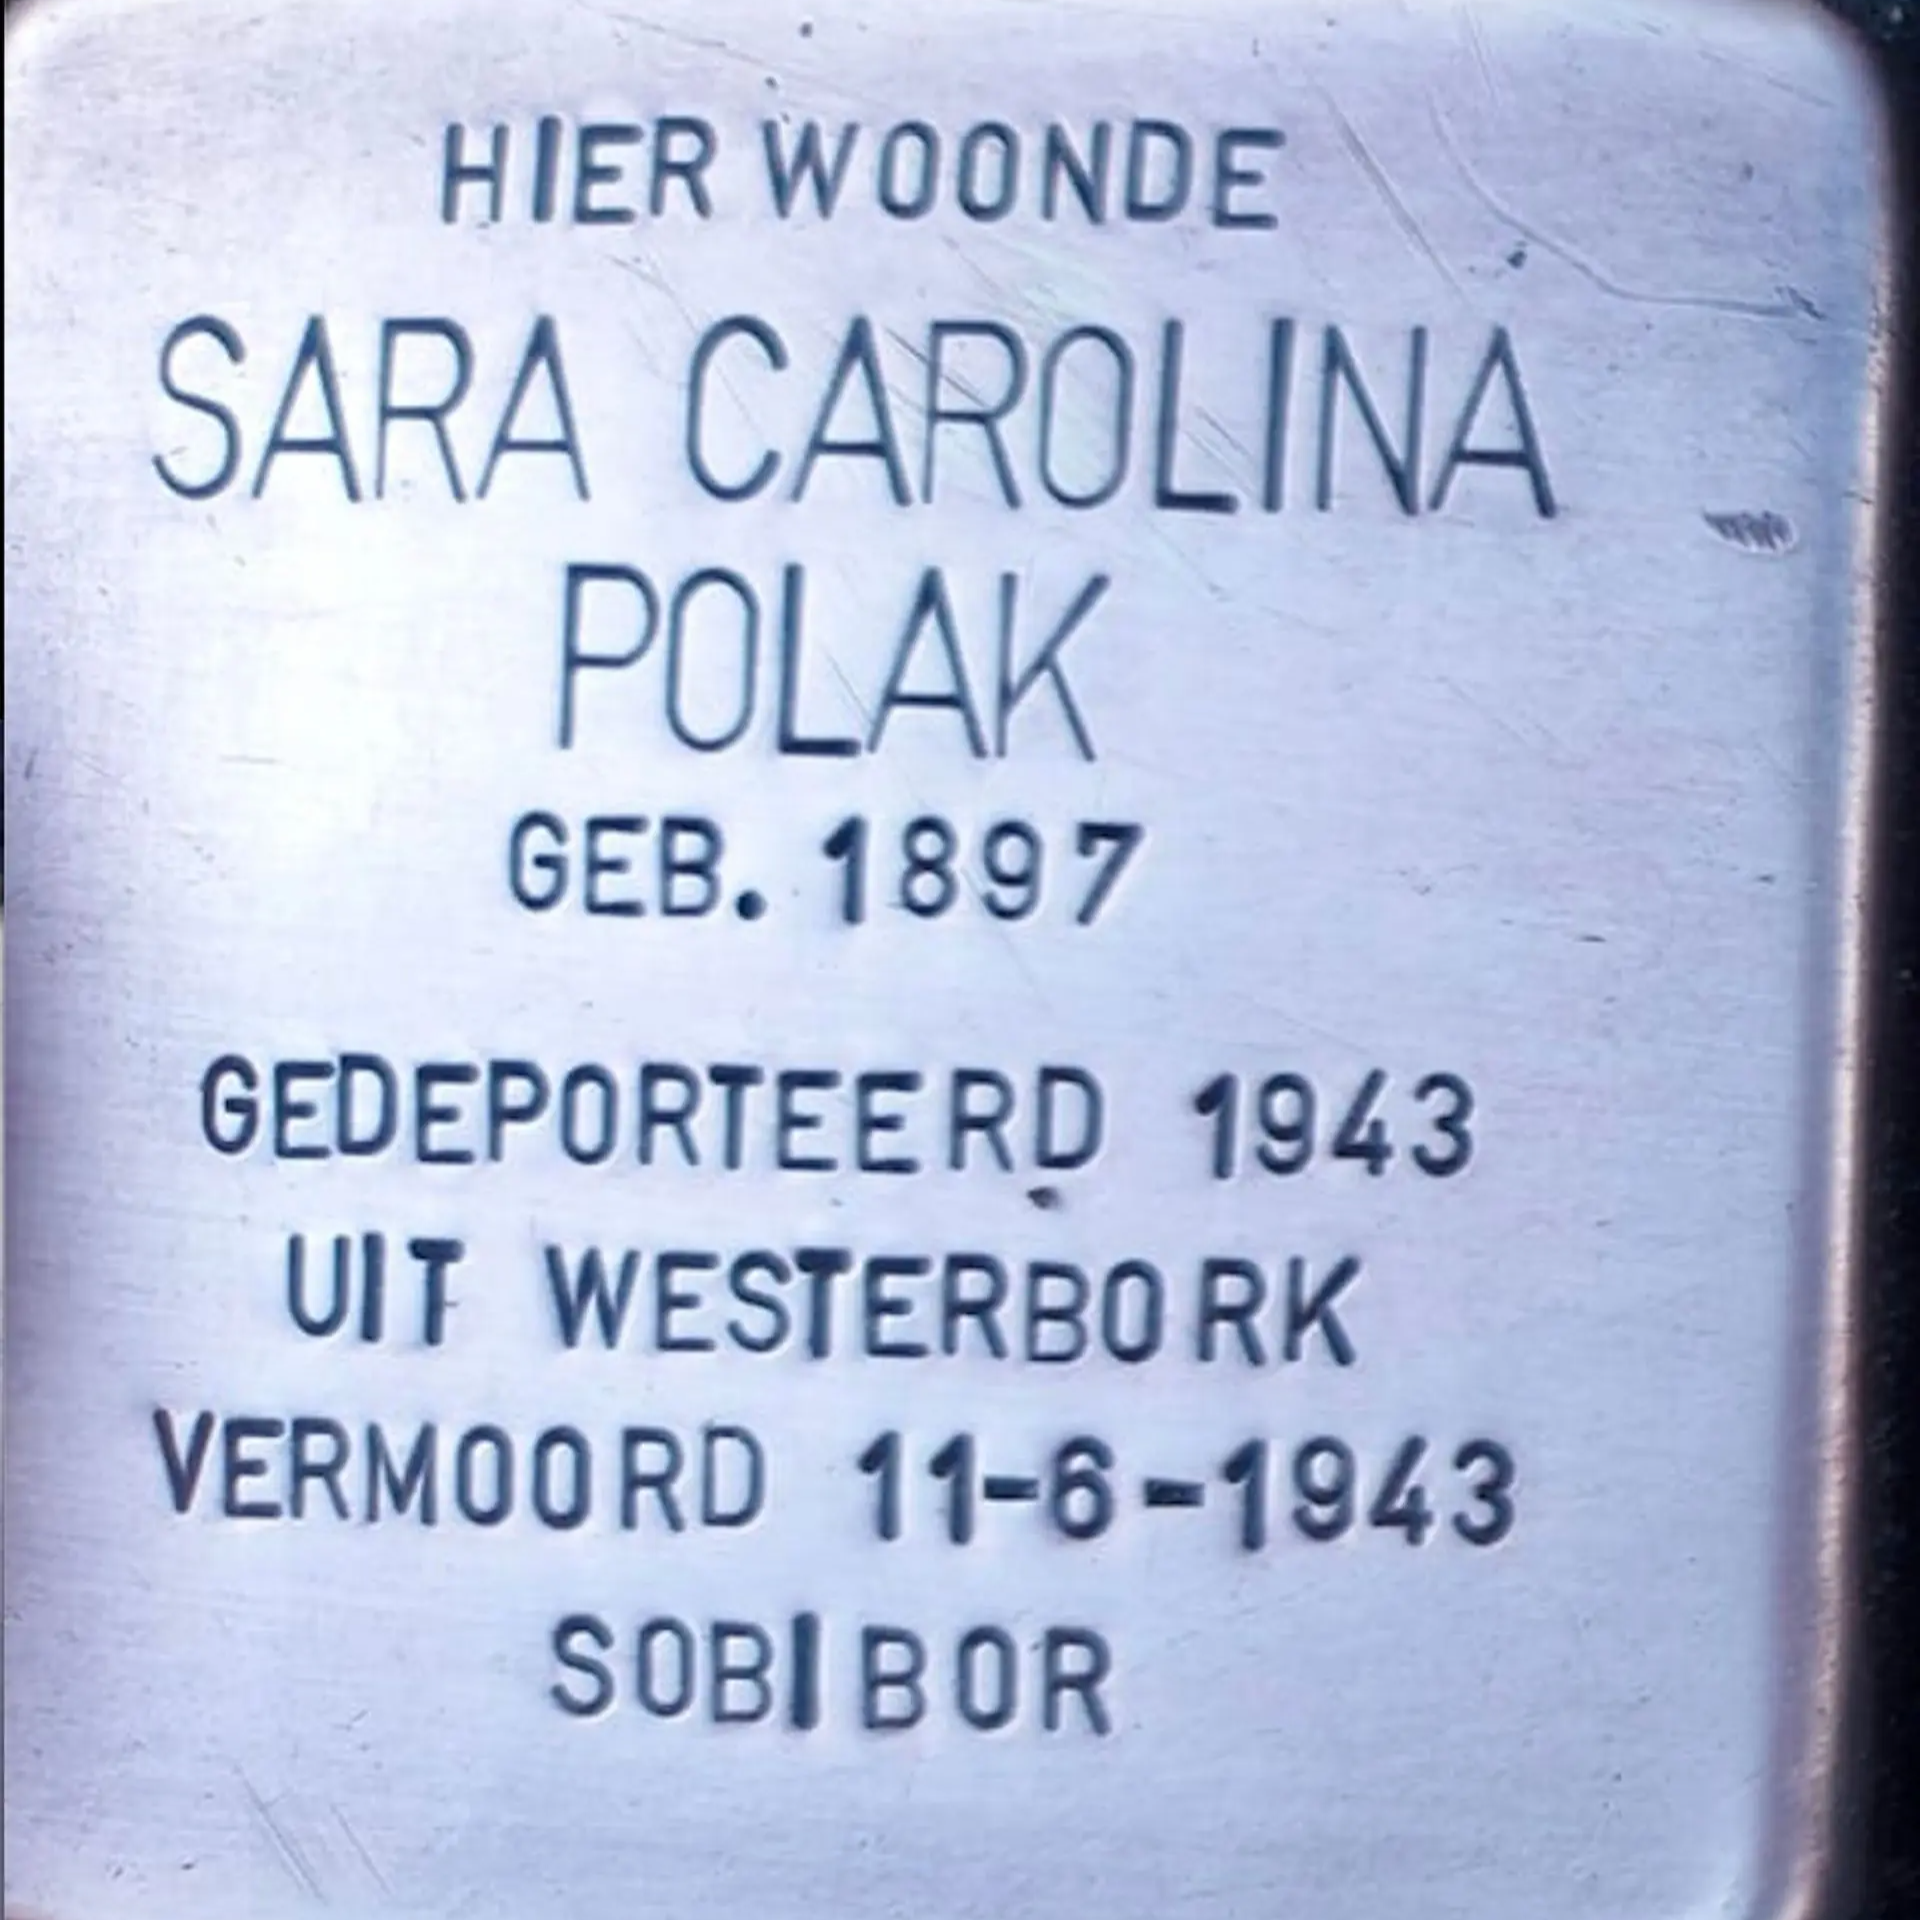 HIER WOONDE
SARA CAROLINA
POLAK
GEB. 1897
GEDEPORTEERD 1943
UIT WESTERBORK
VERMOORD 11-6-1943
SOBIBOR